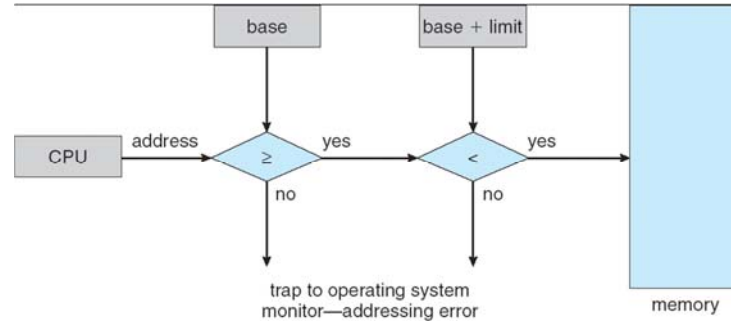 base
base + limit
CPU
address
≥
yes
<
yes
no
no
trap to operating system
monitor—addressing error
memory